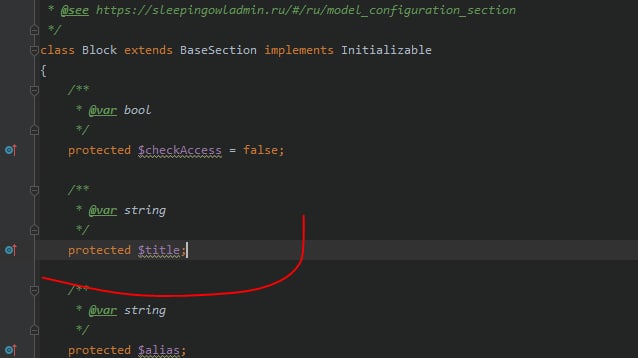 * @see https://sleepingowladmin.ru/#/ru/model_configuration_section
*/
class Block extends BaseSection implements Initializable
{
/**
* @var bool
*/
protected $checkAccess = false;
/**
* @var string
*/
protected $title;
/**
* @var string
*/
protected $alias;